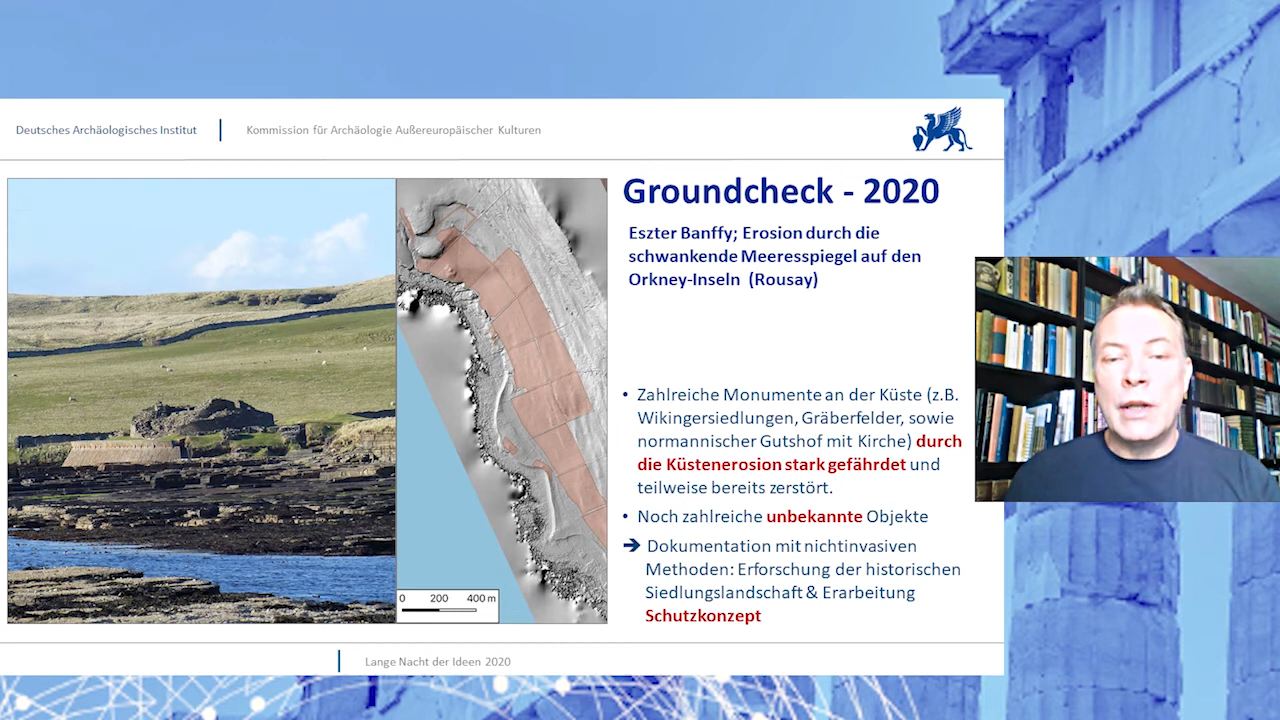 Deutsches Archäologisches Institut
Kommission für Archäologie Außereuropäischer Kulturen
Groundcheck - 2020
Eszter Banffy; Erosion durch die
schwankende Meeresspiegel auf den
Orkney-Inseln (Rousay)
• Zahlreiche Monumente an der Küste (z.B.
Wikingersiedlungen, Gräberfelder, sowie
normannischer Gutshof mit Kirche) durch
die Küstenerosion stark gefährdet und
teilweise bereits zerstört.
• Noch zahlreiche unbekannte Objekte
➔ Dokumentation mit nichtinvasiven
Methoden: Erforschung der historischen
Siedlungslandschaft & Erarbeitung
Schutzkonzept
0 200 400 m
Lange Nacht der Ideen 2020